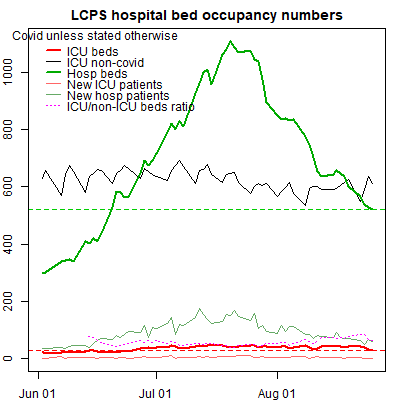 LCPS hospital bed occupancy numbers
Covid unless stated otherwise
ICU beds
ICU non-covid
Hosp beds
New ICU patients
New hosp patients
ICU/non-ICU beds ratio
1000
800
600
400
200
0
Jun 01
Jul 01
Aug 01